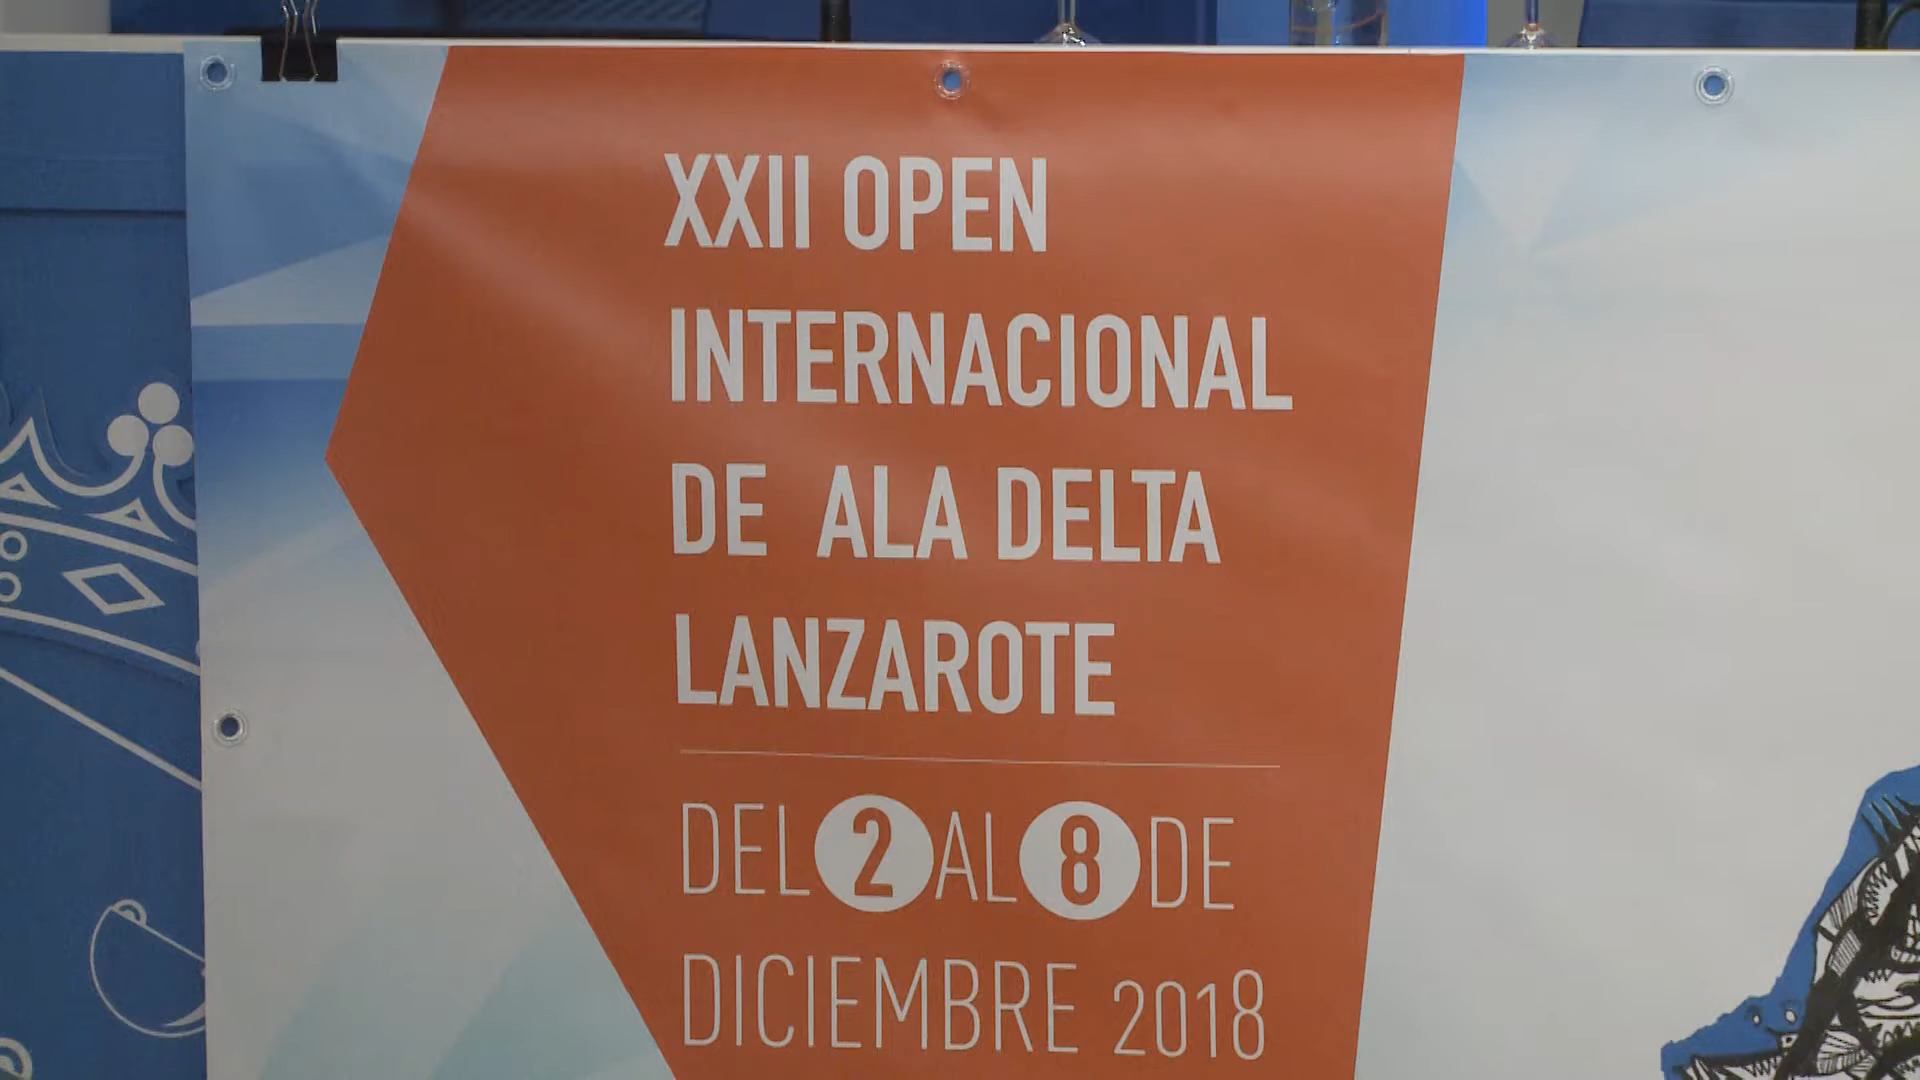 XXII OPEN
INTERNACIONAL
DE ALA DELTA
LANZAROTE
DEL 2 AL 8 DE
DICIEMBRE 2018